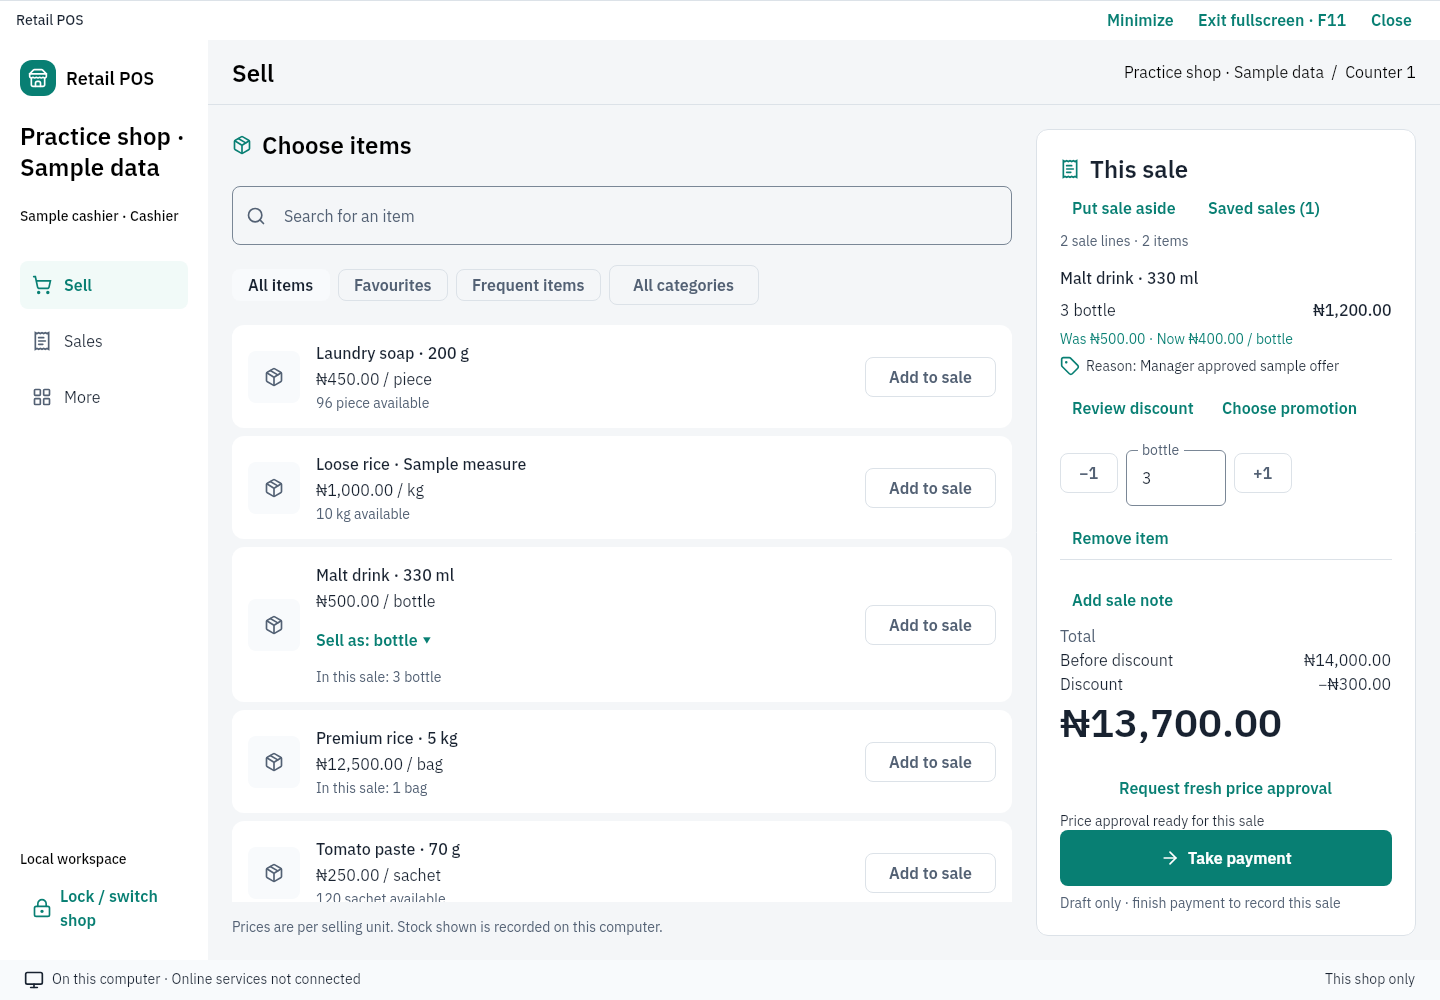 Retail POS
Minimize
Exit fullscreen · F11
Close
Retail POS
Practice shop ·
Sample data
Sample cashier · Cashier
Sell
Sales
More
Local workspace
Lock / switch
shop
Sell
Practice shop · Sample data / Counter 1
Choose items
Search for an item
All items
Favourites
Frequent items
All categories
Laundry soap · 200 g
₦450.00 / piece
96 piece available
Add to sale
Loose rice · Sample measure
₦1,000.00 / kg
10 kg available
Add to sale
Malt drink · 330 ml
₦500.00 / bottle
Sell as: bottle ▾
In this sale: 3 bottle
Add to sale
Premium rice · 5 kg
₦12,500.00 / bag
In this sale: 1 bag
Add to sale
Tomato paste · 70 g
₦250.00 / sachet
120 sachet available
Add to sale
Prices are per selling unit. Stock shown is recorded on this computer.
This sale
Put sale aside
Saved sales (1)
2 sale lines · 2 items
Malt drink · 330 ml
3 bottle ₦1,200.00
Was ₦500.00 · Now ₦400.00 / bottle
Reason: Manager approved sample offer
Review discount
Choose promotion
bottle
−1
3
+1
Remove item
Add sale note
Total
Before discount ₦14,000.00
Discount −₦300.00
₦13,700.00
Request fresh price approval
Price approval ready for this sale
Take payment
Draft only · finish payment to record this sale
On this computer · Online services not connected
This shop only